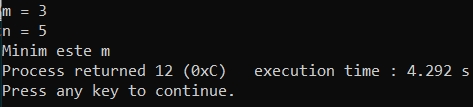 m = 3
n = 5
Minim este m
Process returned 12 (0xC)   execution time : 4.292 s
Press any key to continue.